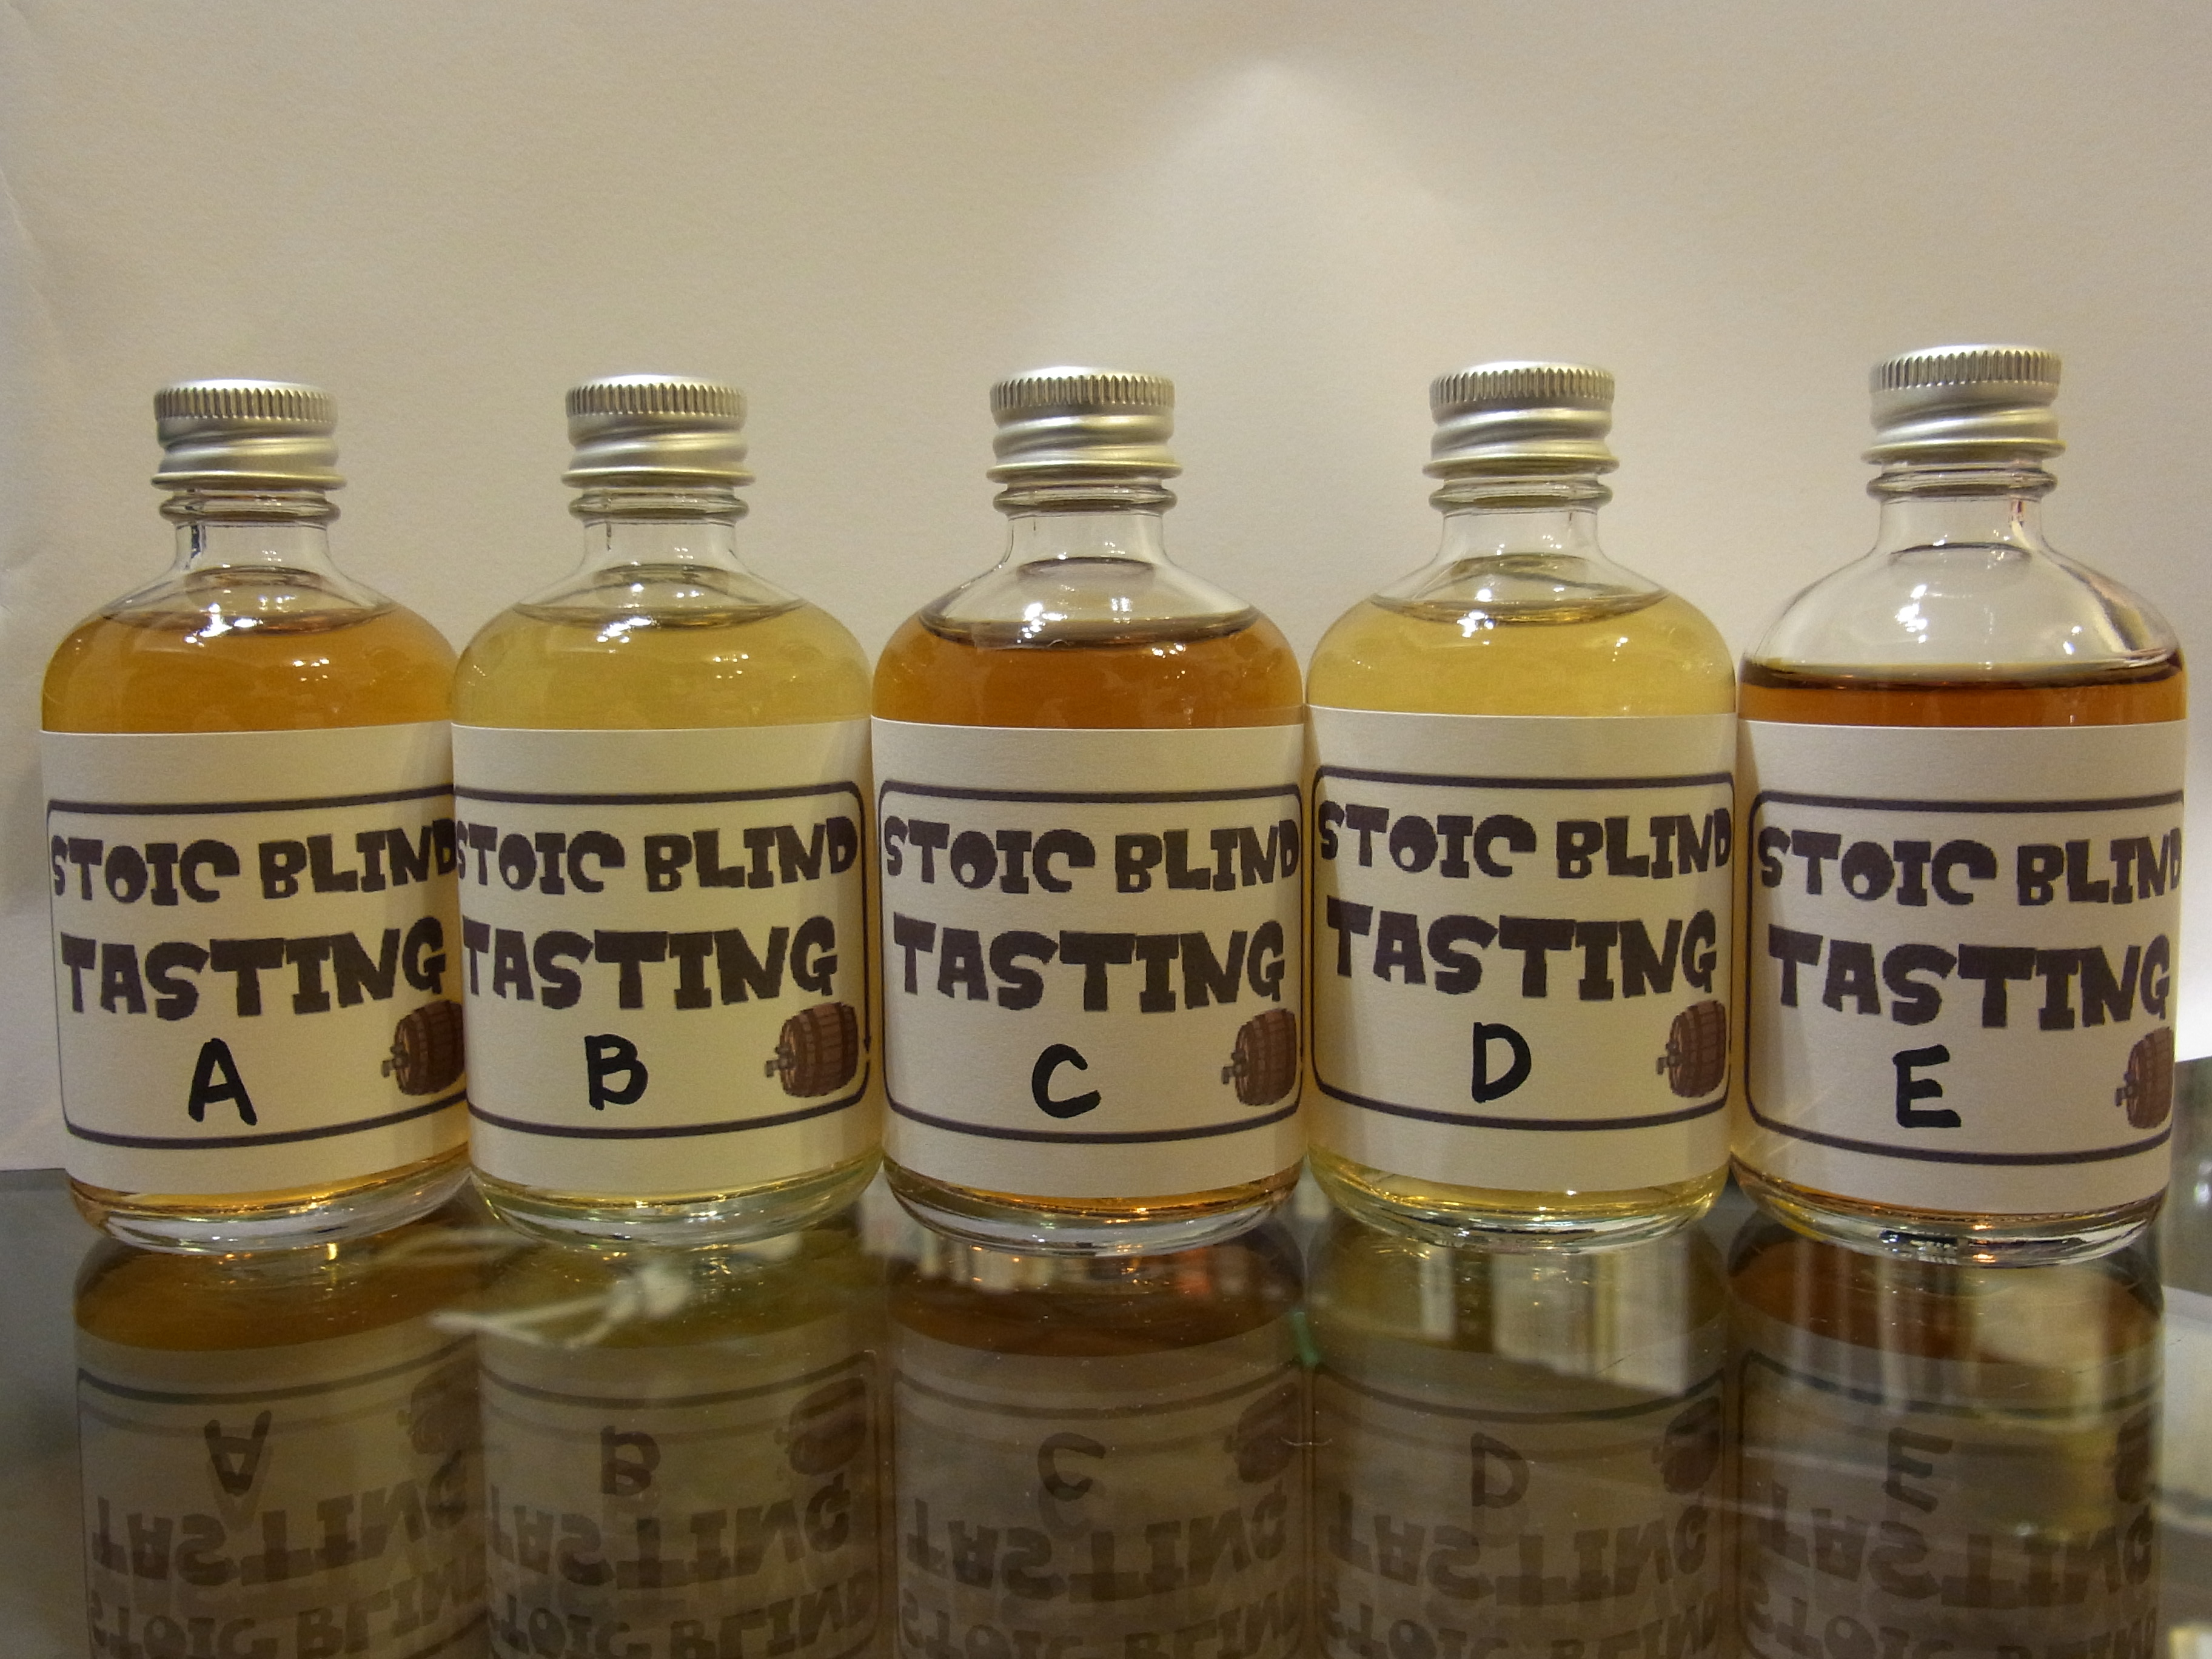 STOIC BLIND
TASTING
A
STOIC BLIND
TASTING
B
STOIC BLIND
TASTING
C
STOIC BLIND
TASTING
D
STOIC BLIND
TASTING
E